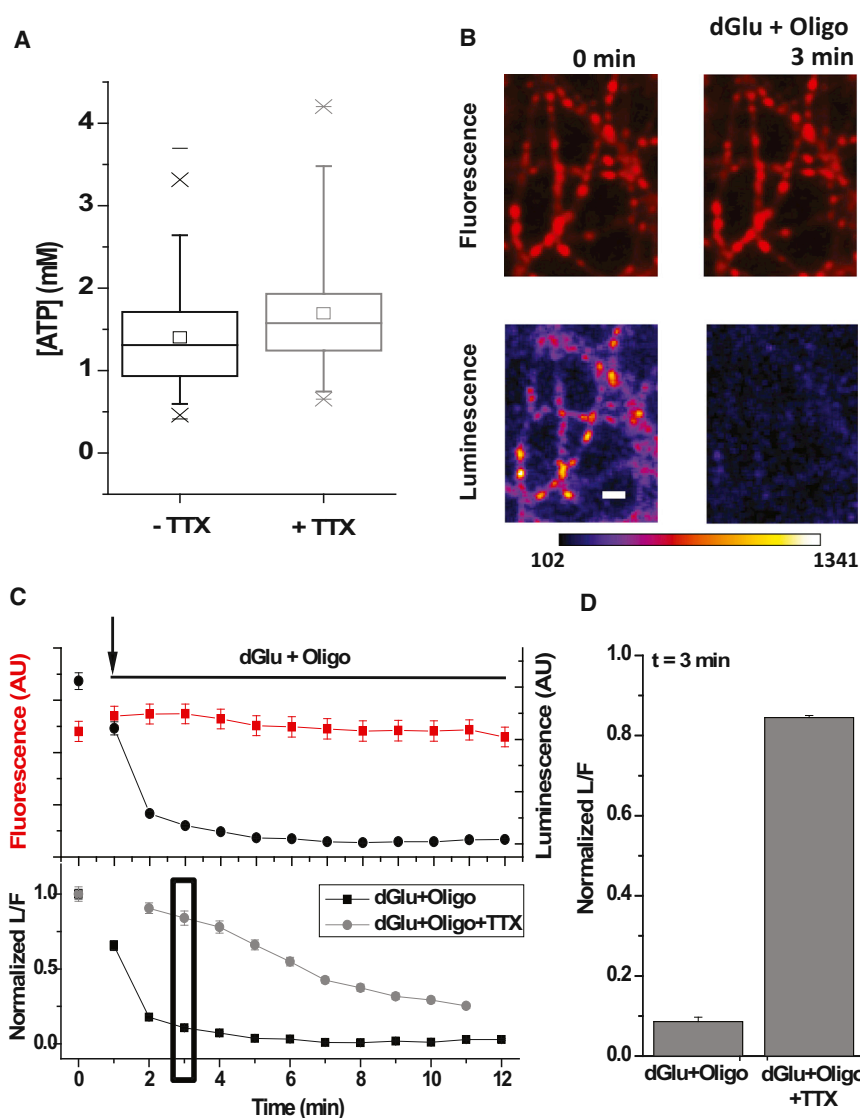 A
[ATP] (mM)
4
3
2
1
0
- TTX
+ TTX
B
dGlu + Oligo
0 min
3 min
Fluorescence
Luminescence
102
1341
C
dGlu + Oligo
Fluorescence (AU)
Luminescence (AU)
Normalized L/F
1.0
0.5
0.0
dGlu+Oligo
dGlu+Oligo+TTX
0
2
4
6
8
10
12
Time (min)
D
t = 3 min
Normalized L/F
1.0
0.8
0.6
0.4
0.2
0.0
dGlu+Oligo
dGlu+Oligo
+TTX